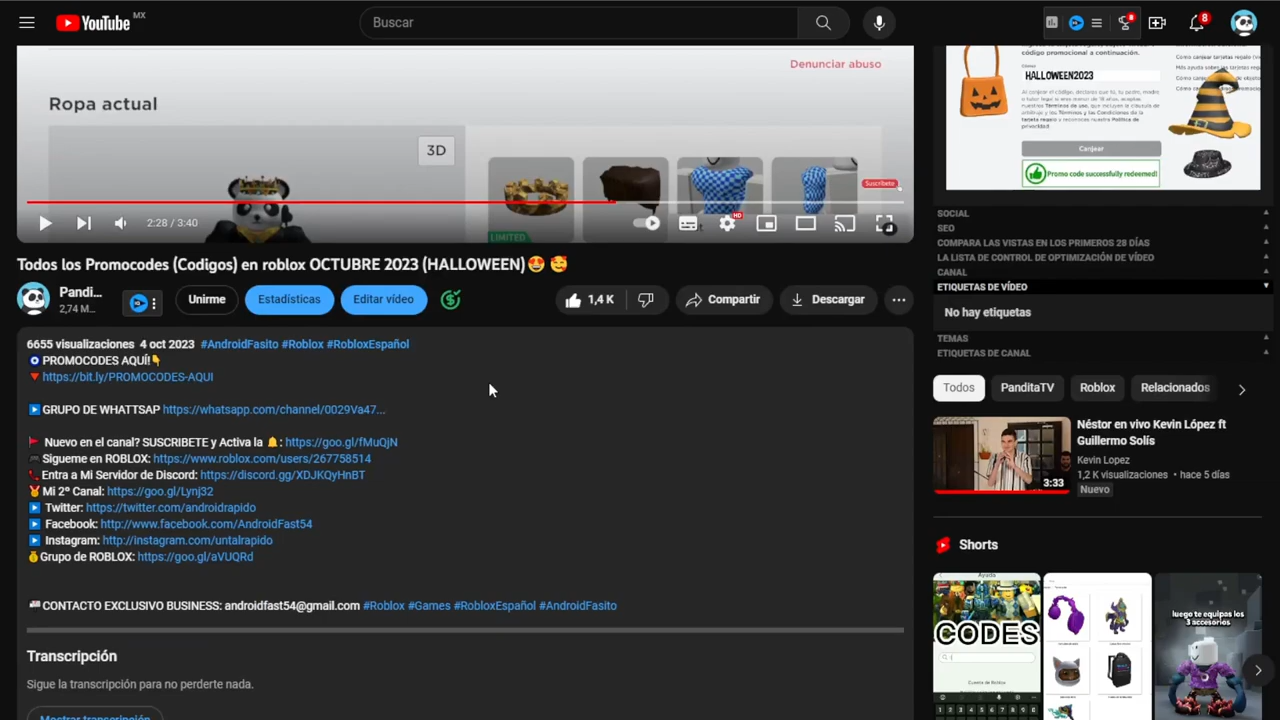 YouTube MX
Buscar
8
Denunciar abuso
Ropa actual
3D
LIMITED
Suscríbete
2:28 / 3:40
HD
Todos los Promocodes (Codigos) en roblox OCTUBRE 2023 (HALLOWEEN)😍 🥰
Pandi...
2,74 M...
Unirme
Estadísticas
Editar vídeo
1,4 K
Compartir
Descargar
6655 visualizaciones 4 oct 2023 #AndroidFasito #Roblox #RobloxEspañol
🧿 PROMOCODES AQUÍ!👇
🔻 https://bit.ly/PROMOCODES-AQUI
▶️ GRUPO DE WHATTSAP https://whatsapp.com/channel/0029Va47...
🚩 Nuevo en el canal? SUSCRIBETE y Activa la 🔔: https://goo.gl/fMuQjN
🎮 Sigueme en ROBLOX: https://www.roblox.com/users/267758514
📞 Entra a Mi Servidor de Discord: https://discord.gg/XDJKQyHnBT
🏅 Mi 2º Canal: https://goo.gl/Lynj32
▶️ Twitter: https://twitter.com/androidrapido
▶️ Facebook: http://www.facebook.com/AndroidFast54
▶️ Instagram: http://instagram.com/untalrapido
💰 Grupo de ROBLOX: https://goo.gl/aVUQRd
📨 CONTACTO EXCLUSIVO BUSINESS: androidfast54@gmail.com #Roblox #Games #RobloxEspañol #AndroidFasito
Transcripción
Sigue la transcripción para no perderte nada.
Mostrar transcripción
código promocional a continuación.
HALLOWEEN2023
Canjear
Promo code successfully redeemed!
SOCIAL
SEO
COMPARA LAS VISTAS EN LOS PRIMEROS 28 DÍAS
LA LISTA DE CONTROL DE OPTIMIZACIÓN DE VÍDEO
CANAL
ETIQUETAS DE VÍDEO
No hay etiquetas
TEMAS
ETIQUETAS DE CANAL
Todos
PanditaTV
Roblox
Relacionados
Néstor en vivo Kevin López ft
Guillermo Solís
Kevin Lopez
1,2 K visualizaciones • hace 5 días
Nuevo
3:33
Shorts
Ayuda
CODES
luego te equipas los
3 accesorios